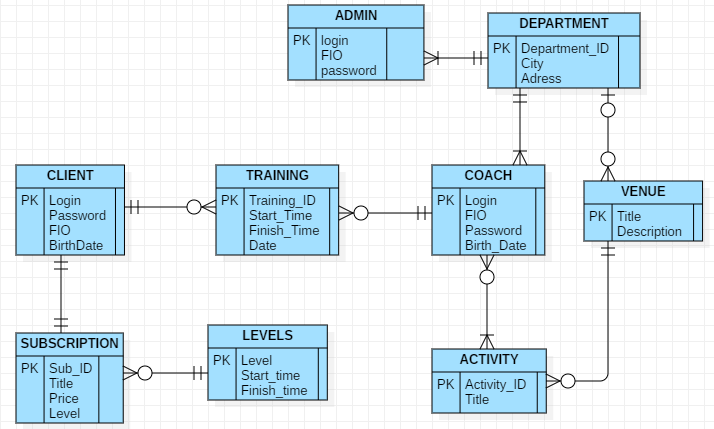 ADMIN
PK login
FIO
password
DEPARTMENT
PK Department_ID
City
Adress
CLIENT
PK Login
Password
FIO
BirthDate
TRAINING
PK Training_ID
Start_Time
Finish_Time
Date
COACH
PK Login
FIO
Password
Birth_Date
VENUE
PK Title
Description
SUBSCRIPTION
PK Sub_ID
Title
Price
Level
LEVELS
PK Level
Start_time
Finish_time
ACTIVITY
PK Activity_ID
Title